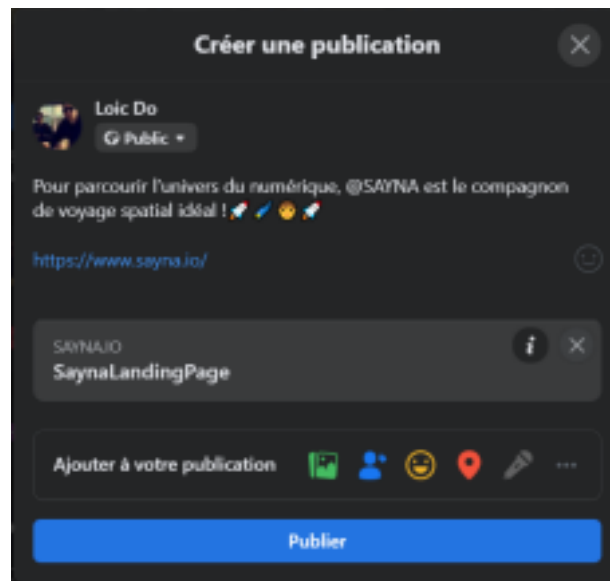 Créer une publication
Loic Do
Public
Pour parcourir l'univers du numérique, @SAYNA est le compagnon
de voyage spatial idéal !🚀
https://www.sayna.io/
SAYNA.IO
SaynaLandingPage
Ajouter à votre publication
Publier